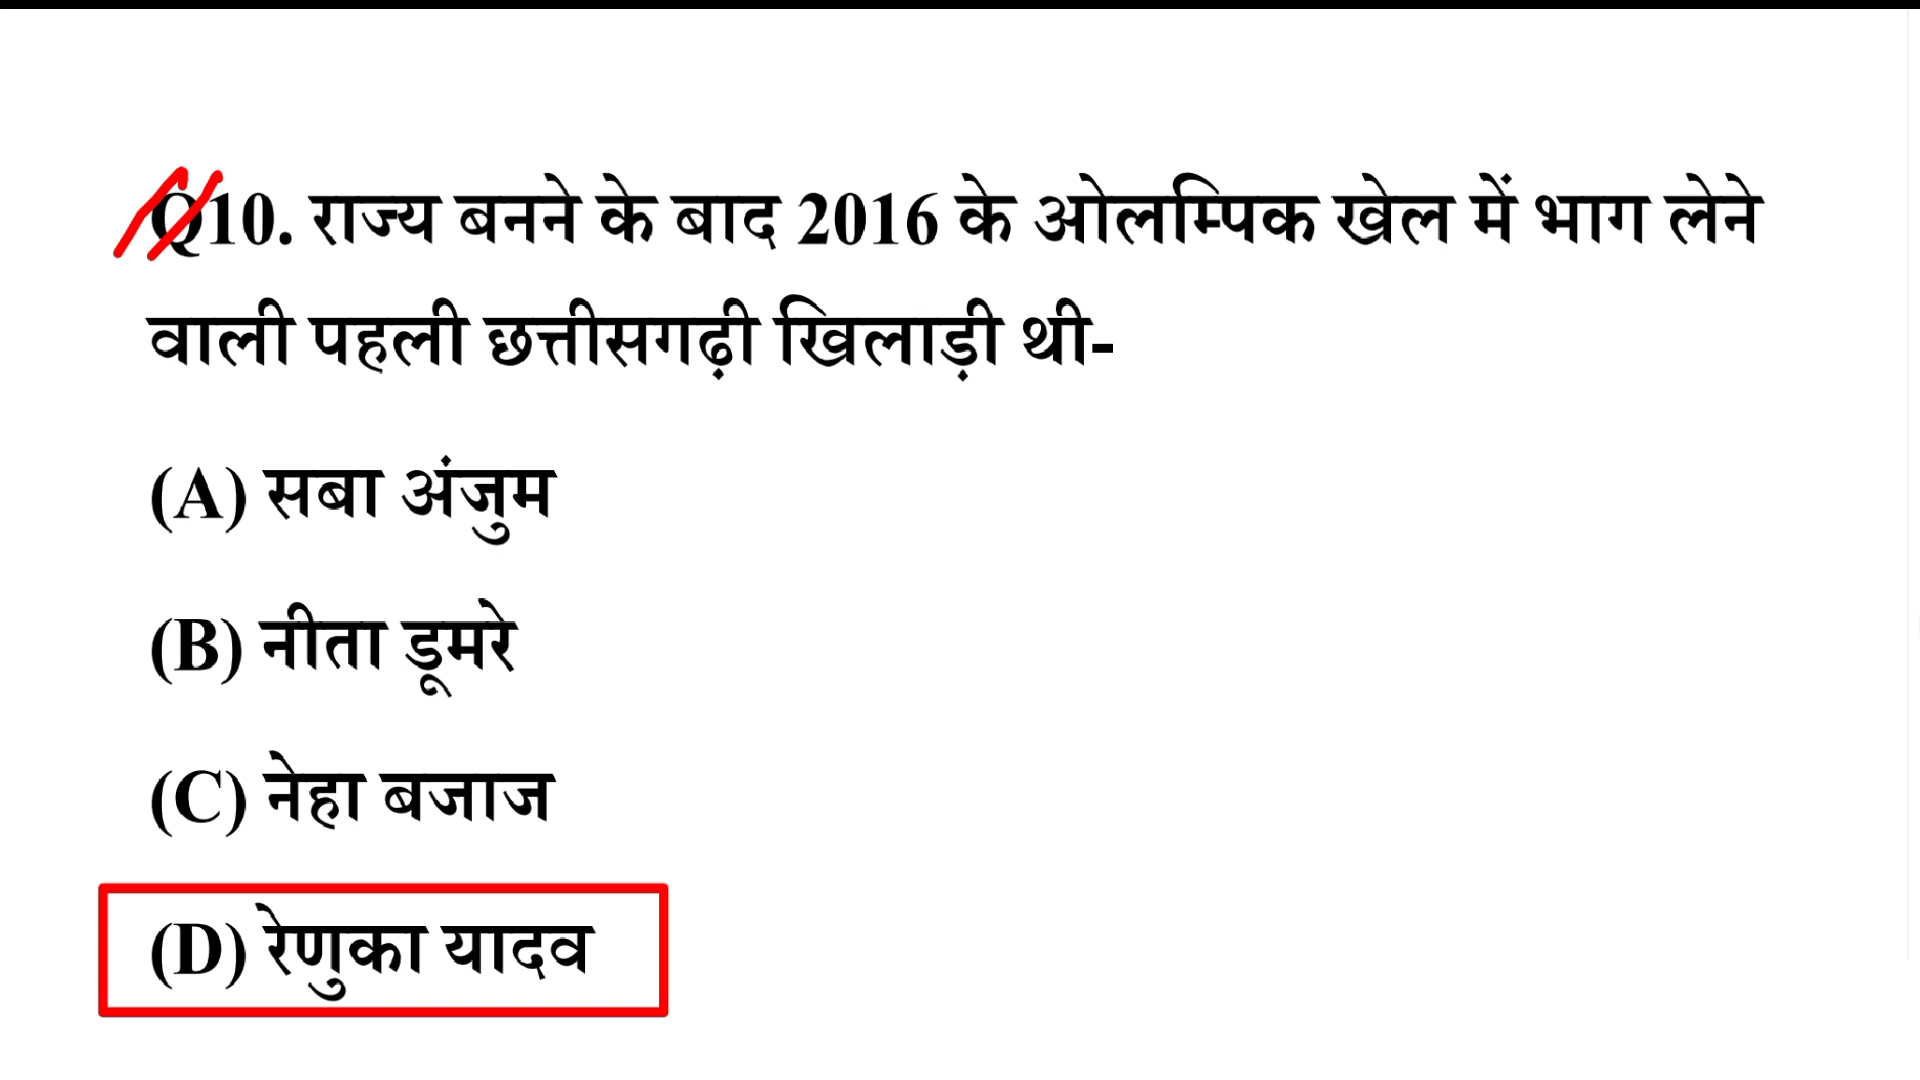 Q10. राज्य बनने के बाद 2016 के ओलम्पिक खेल में भाग लेने
वाली पहली छत्तीसगढ़ी खिलाड़ी थी-
(A) सबा अंजुम
(B) नीता डूमरे
(C) नेहा बजाज
(D) रेणुका यादव